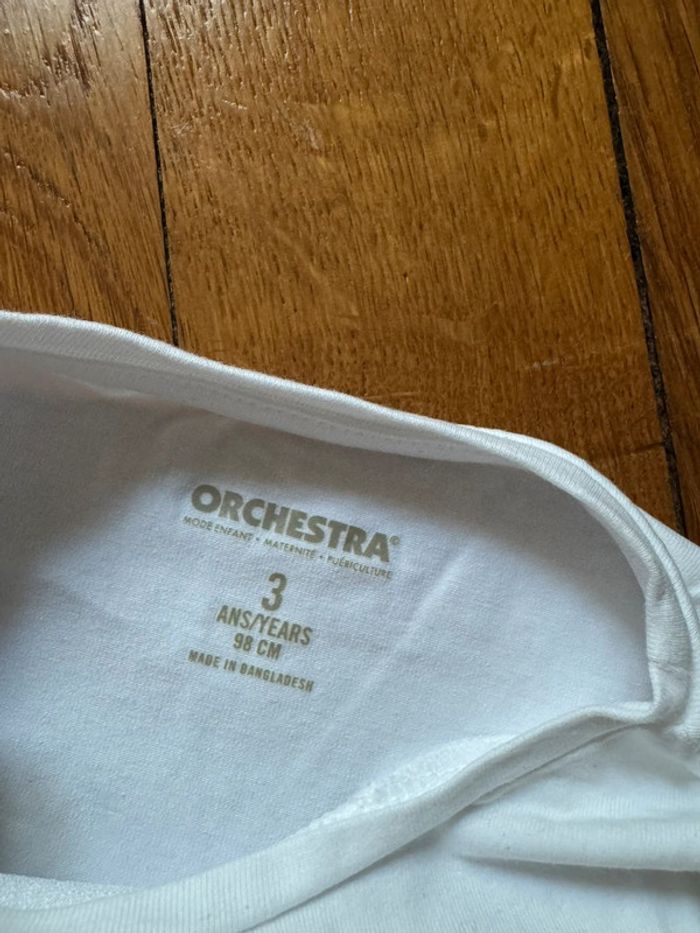 ORCHESTRA®
MODE ENFANT • MATERNITÉ • PUÉRICULTURE
3
ANS/YEARS
98 CM
MADE IN BANGLADESH